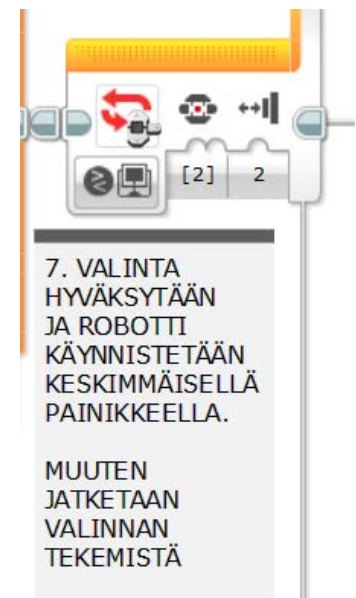 [2] 2
7. VALINTA
HYVÄKSYTÄÄN
JA ROBOTTI
KÄYNNISTETÄÄN
KESKIMMÄISELLÄ
PAINIKKEELLA.
MUUTEN
JATKETAAN
VALINNAN
TEKEMISTÄ